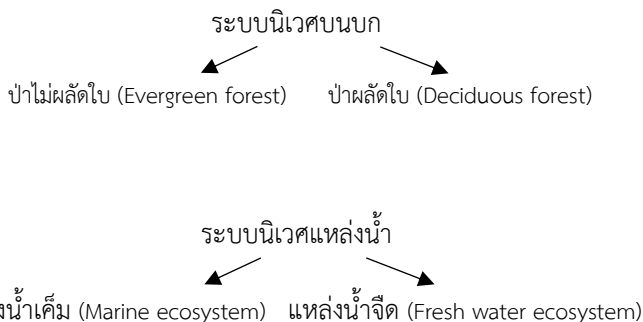 ระบบนิเวศบนบก
ป่าไม่ผลัดใบ (Evergreen forest) ป่าผลัดใบ (Deciduous forest)
ระบบนิเวศแหล่งน้ำ
งน้ำเค็ม (Marine ecosystem) แหล่งน้ำจืด (Fresh water ecosystem)